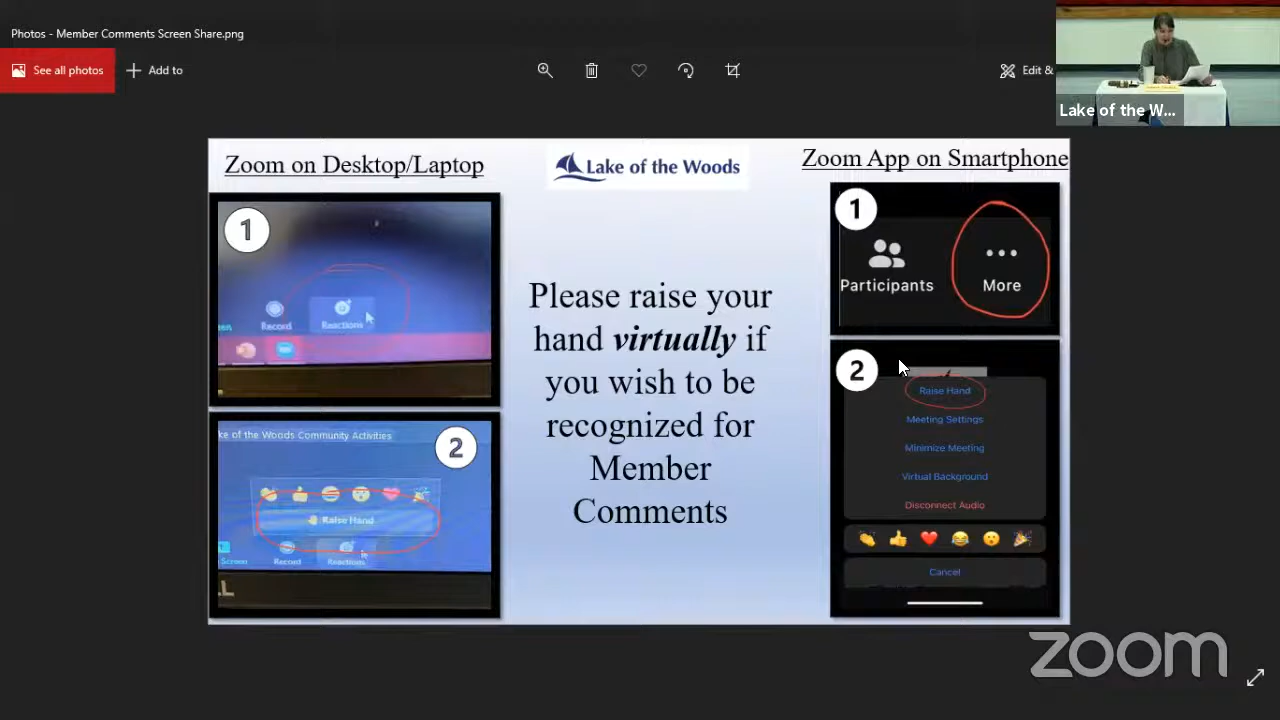 Photos - Member Comments Screen Share.png
See all photos
Add to
Edit &
Lake of the W...
Zoom on Desktop/Laptop
Lake of the Woods
Zoom App on Smartphone
1
Record
Reactions
2
ke of the Woods Community Activities
Raise Hand
Screen
Record
Reactions
Please raise your
hand virtually if
you wish to be
recognized for
Member
Comments
1
Participants
More
2
Raise Hand
Meeting Settings
Minimize Meeting
Virtual Background
Disconnect Audio
Cancel
zoom